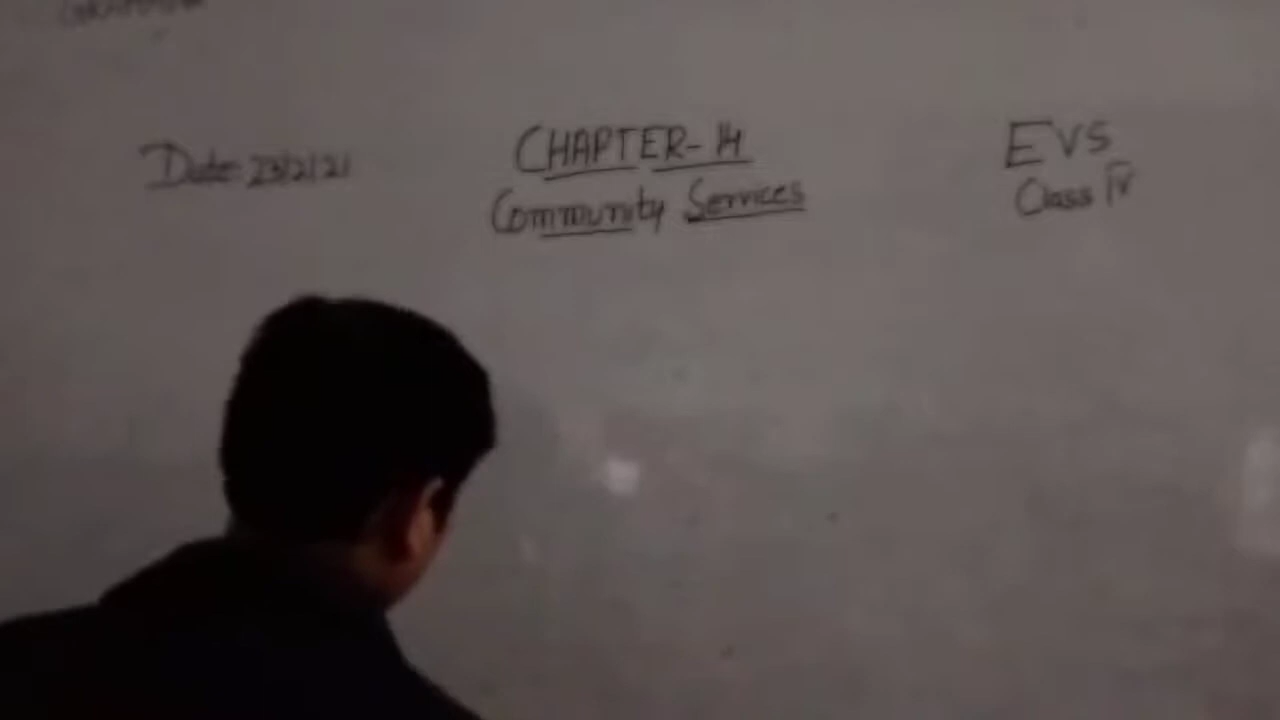 Date: 23/2/21
CHAPTER-14
Community Services
EVS
Class IV